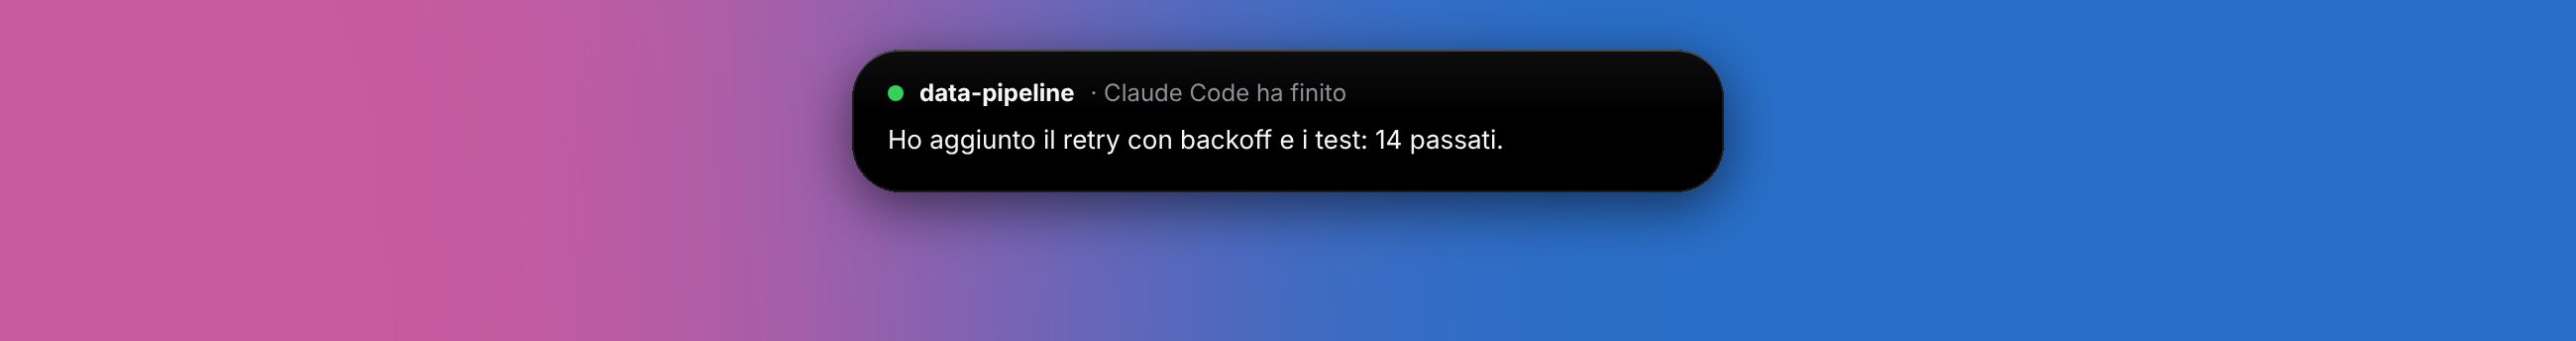 data-pipeline · Claude Code ha finito
Ho aggiunto il retry con backoff e i test: 14 passati.